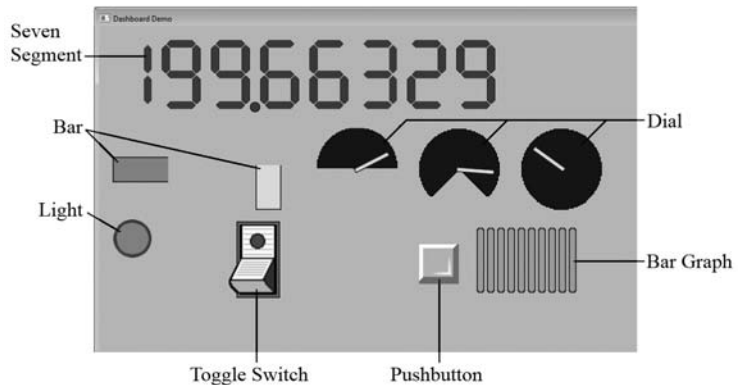 Dashboard Demo
Seven
Segment
199.66329
Bar
Dial
Light
Bar Graph
Toggle Switch
Pushbutton